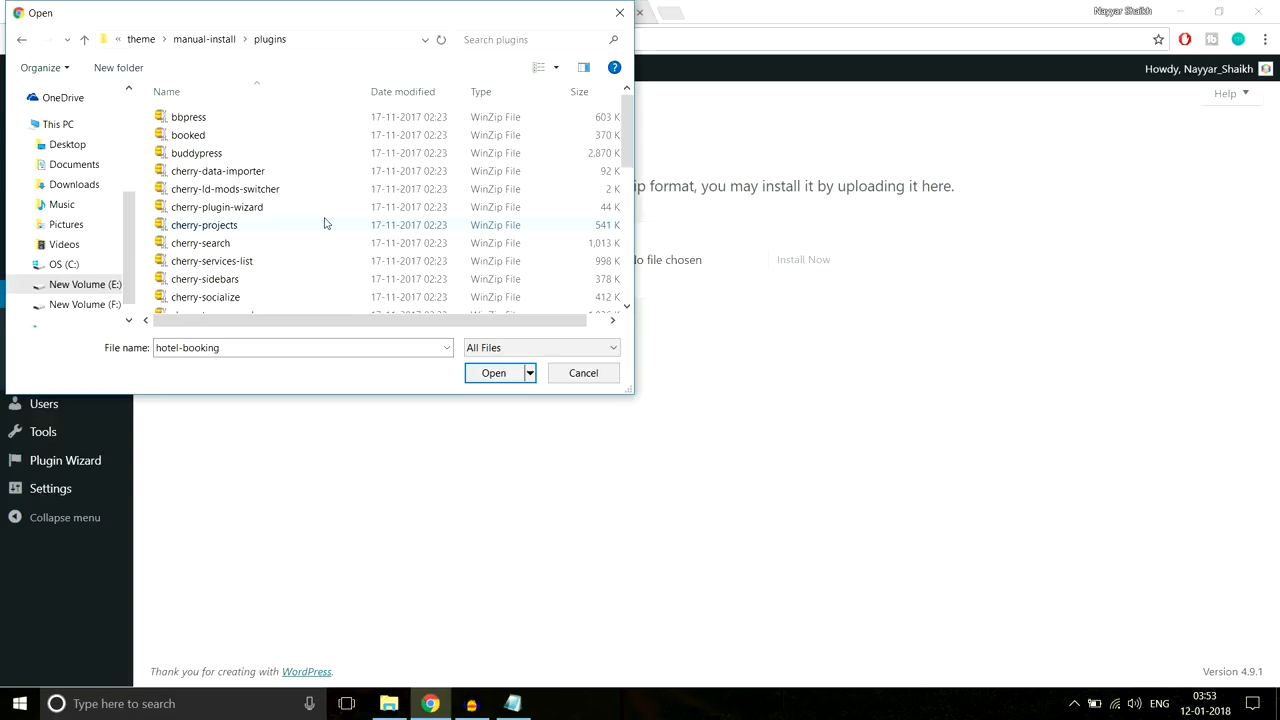 Open
Nayyar Shaikh
« theme > manual-install > plugins
Search plugins
Organize
New folder
Howdy, Nayyar_Shaikh
Help
Name
Date modified
Type
Size
OneDrive
This PC
Desktop
Documents
Downloads
Music
Pictures
Videos
OS (C:)
New Volume (E:)
New Volume (F:)
bbpress 17-11-2017 02:23 WinZip File 603 K
booked 17-11-2017 02:23 WinZip File 370 K
buddypress 17-11-2017 02:23 WinZip File 2,870 K
cherry-data-importer 17-11-2017 02:23 WinZip File 92 K
cherry-ld-mods-switcher 17-11-2017 02:23 WinZip File 2 K
cherry-plugin-wizard 17-11-2017 02:23 WinZip File 44 K
cherry-projects 17-11-2017 02:23 WinZip File 541 K
cherry-search 17-11-2017 02:23 WinZip File 1,013 K
cherry-services-list 17-11-2017 02:23 WinZip File 998 K
cherry-sidebars 17-11-2017 02:23 WinZip File 378 K
cherry-socialize 17-11-2017 02:23 WinZip File 412 K
ip format, you may install it by uploading it here.
lo file chosen
Install Now
File name: hotel-booking
All Files
Open
Cancel
Users
Tools
Plugin Wizard
Settings
Collapse menu
Thank you for creating with WordPress.
Version 4.9.1
Type here to search
ENG
03:53
12-01-2018